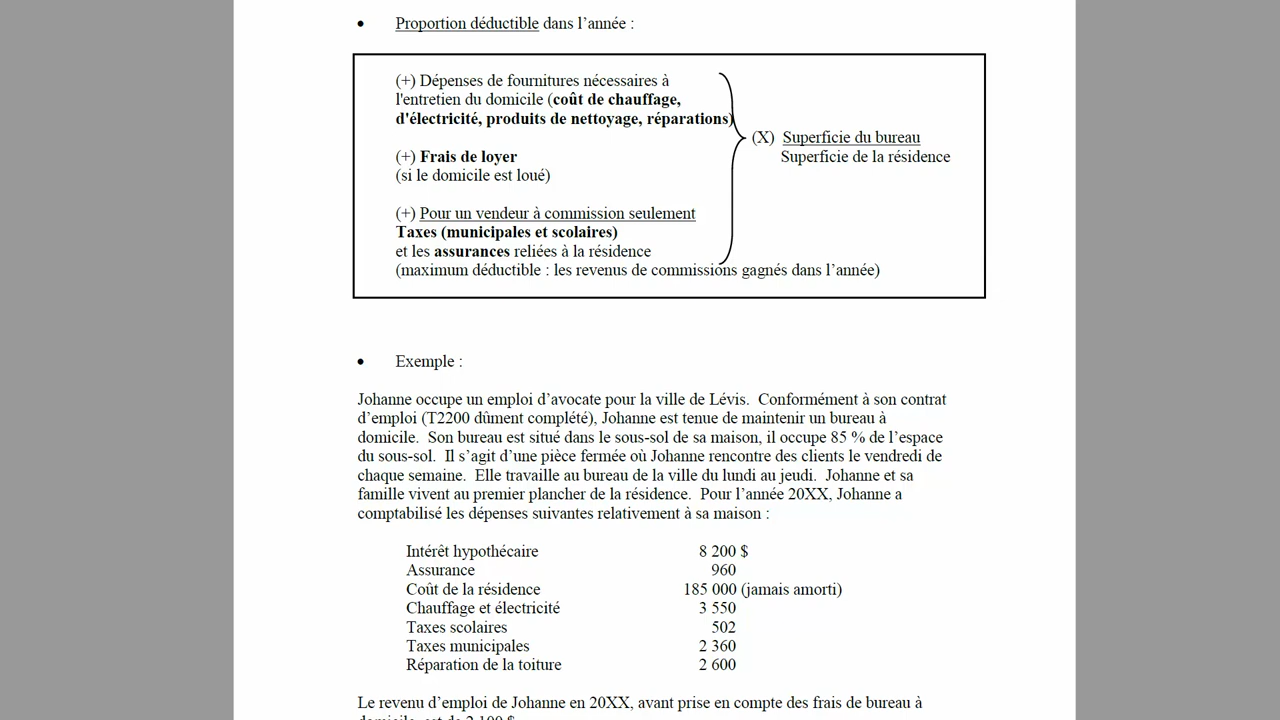 • Proportion déductible dans l’année :
(+) Dépenses de fournitures nécessaires à
l'entretien du domicile (coût de chauffage,
d'électricité, produits de nettoyage, réparations)
(X) Superficie du bureau
Superficie de la résidence
(+) Frais de loyer
(si le domicile est loué)
(+) Pour un vendeur à commission seulement
Taxes (municipales et scolaires)
et les assurances reliées à la résidence
(maximum déductible : les revenus de commissions gagnés dans l’année)
• Exemple :
Johanne occupe un emploi d’avocate pour la ville de Lévis. Conformément à son contrat
d’emploi (T2200 dûment complété), Johanne est tenue de maintenir un bureau à
domicile. Son bureau est situé dans le sous-sol de sa maison, il occupe 85 % de l’espace
du sous-sol. Il s’agit d’une pièce fermée où Johanne rencontre des clients le vendredi de
chaque semaine. Elle travaille au bureau de la ville du lundi au jeudi. Johanne et sa
famille vivent au premier plancher de la résidence. Pour l’année 20XX, Johanne a
comptabilisé les dépenses suivantes relativement à sa maison :
Intérêt hypothécaire 8 200 $
Assurance 960
Coût de la résidence 185 000 (jamais amorti)
Chauffage et électricité 3 550
Taxes scolaires 502
Taxes municipales 2 360
Réparation de la toiture 2 600
Le revenu d’emploi de Johanne en 20XX, avant prise en compte des frais de bureau à
domicile, est de 2 100 $